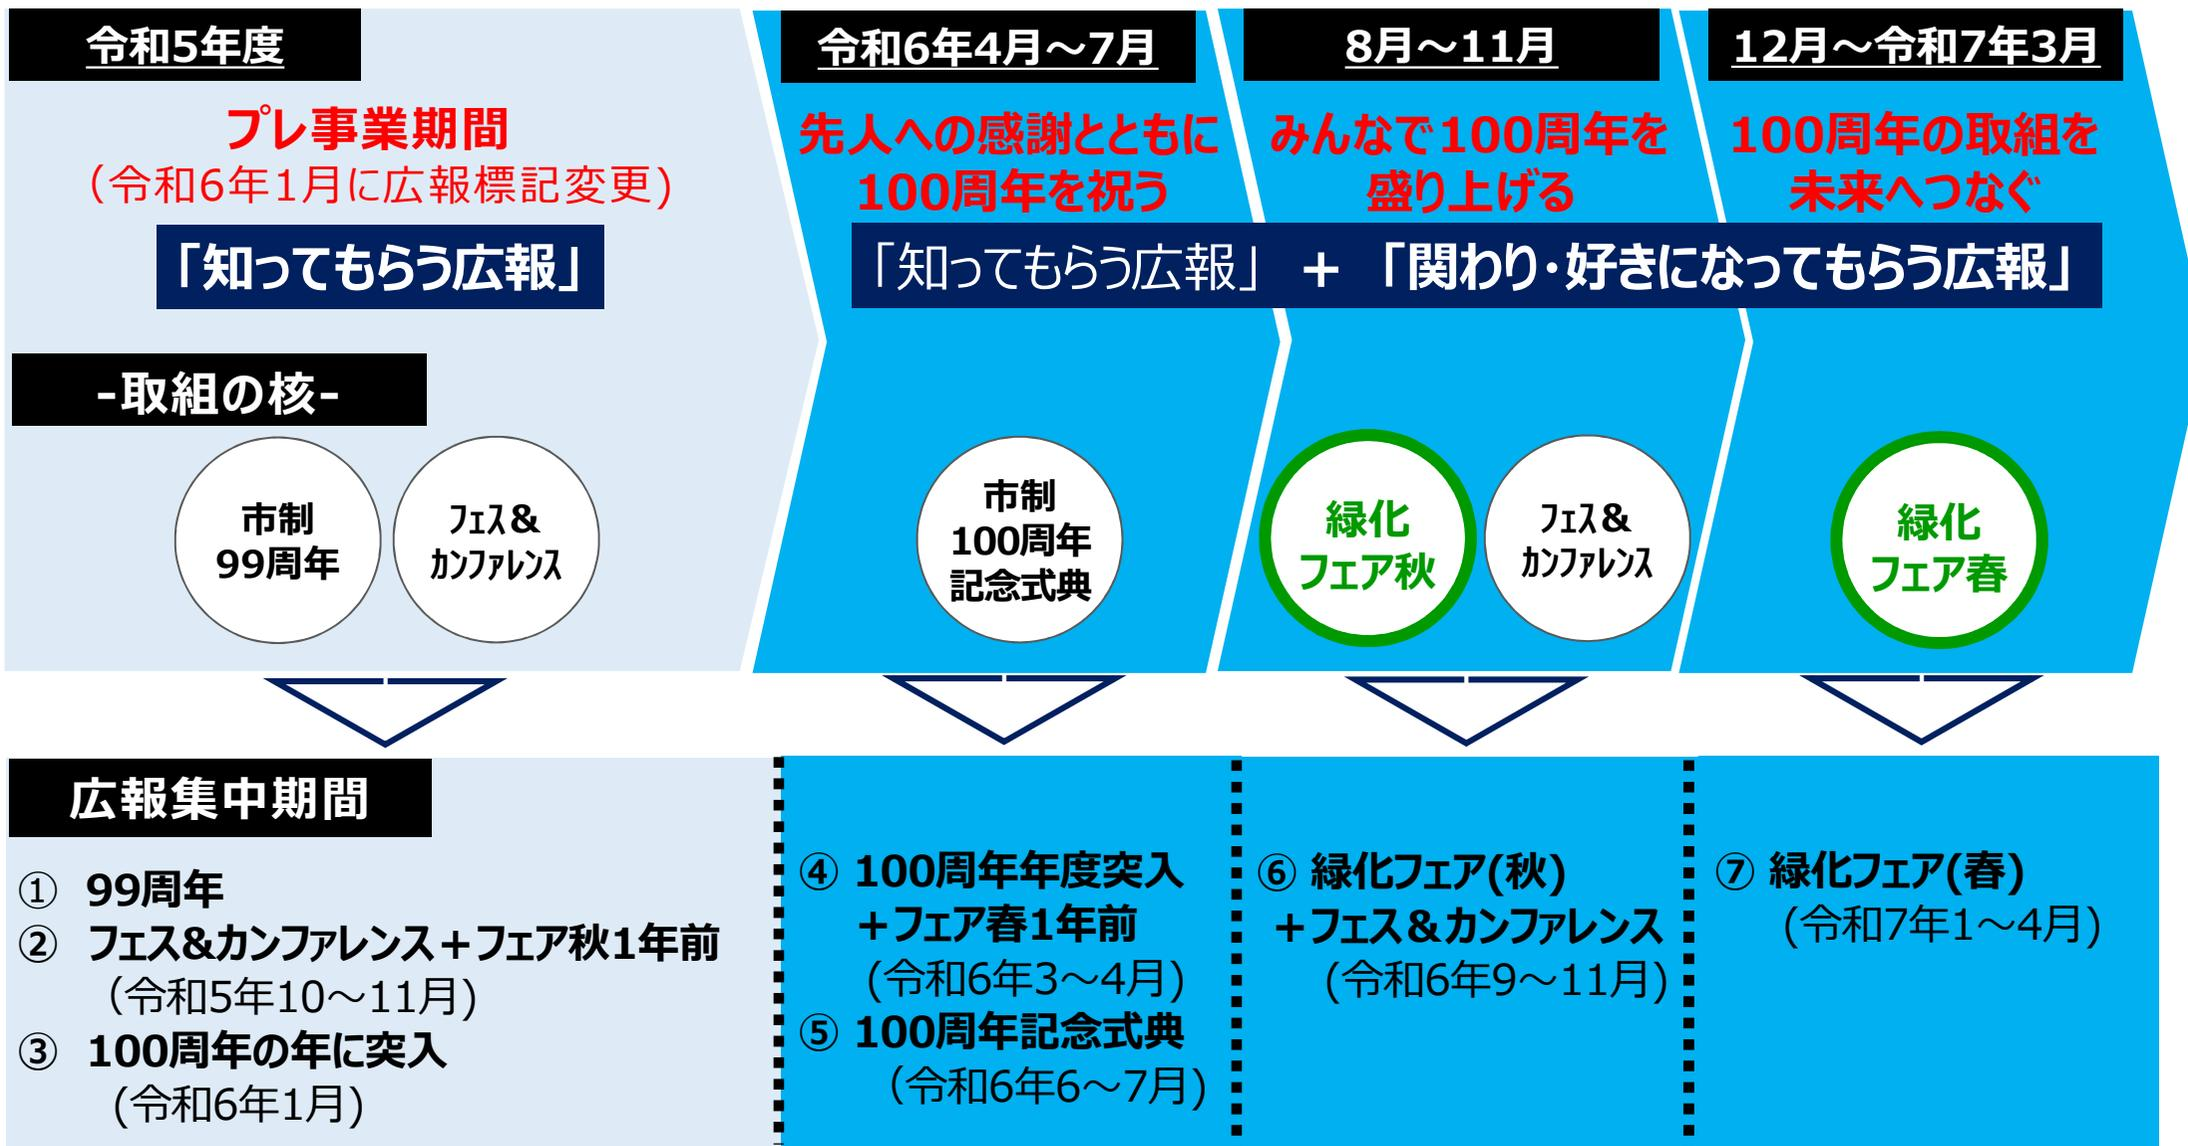 令和5年度
プレ事業期間
（令和6年1月に広報標記変更)
「知ってもらう広報」
令和6年4月～7月
先人への感謝とともに
100周年を祝う
8月～11月
みんなで100周年を
盛り上げる
12月～令和7年3月
100周年の取組を
未来へつなぐ
「知ってもらう広報」 + 「関わり･好きになってもらう広報」
-取組の核-
市制
99周年
ﾌｪｽ&
ｶﾝﾌｧﾚﾝｽ
市制
100周年
記念式典
緑化
フェア秋
ﾌｪｽ&
ｶﾝﾌｧﾚﾝｽ
緑化
フェア春
広報集中期間
① 99周年
② フェス&カンファレンス＋フェア秋1年前
（令和5年10～11月)
③ 100周年の年に突入
(令和6年1月)
④ 100周年年度突入
＋フェア春1年前
(令和6年3～4月)
⑤ 100周年記念式典
（令和6年6～7月)
⑥ 緑化フェア(秋)
＋フェス＆カンファレンス
(令和6年9～11月)
⑦ 緑化フェア(春)
(令和7年1～4月)